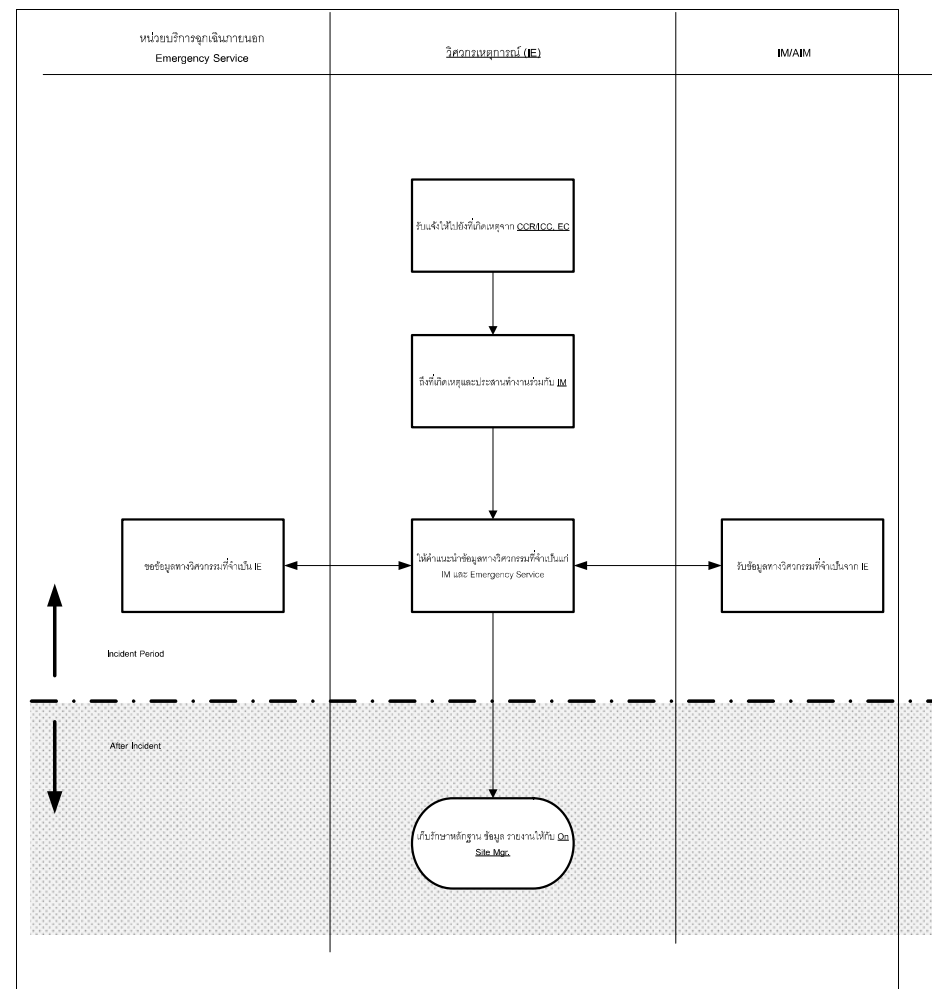 หน่วยบริการฉุกเฉินภายนอก
Emergency Service
วิศวกรเหตุการณ์ (IE)
IM/AIM
รับแจ้งให้ไปยังที่เกิดเหตุจาก CCR/ICC, EC
ถึงที่เกิดเหตุและประสานทำงานร่วมกับ IM
ขอข้อมูลทางวิศวกรรมที่จำเป็น IE
ให้คำแนะนำข้อมูลทางวิศวกรรมที่จำเป็นแก่
IM และ Emergency Service
รับข้อมูลทางวิศวกรรมที่จำเป็นจาก IE
Incident Period
After Incident
เก็บรักษาหลักฐาน ข้อมูล รายงานให้กับ On
Site Mgr.